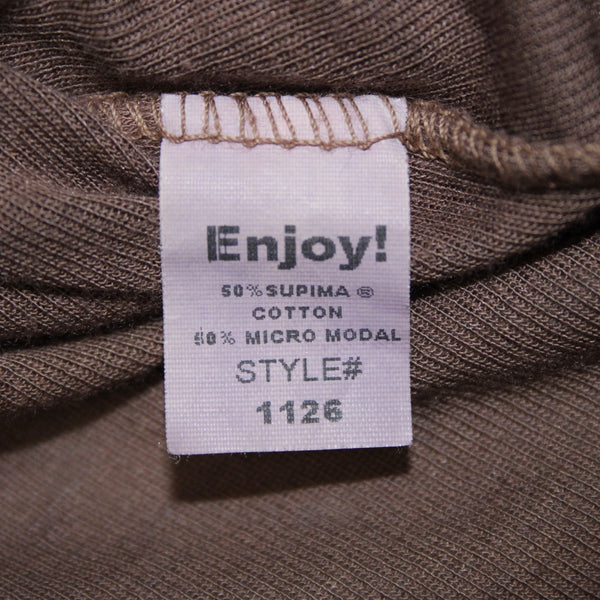 Enjoy!
50% SUPIMA ®
COTTON
50% MICRO MODAL
STYLE#
1126